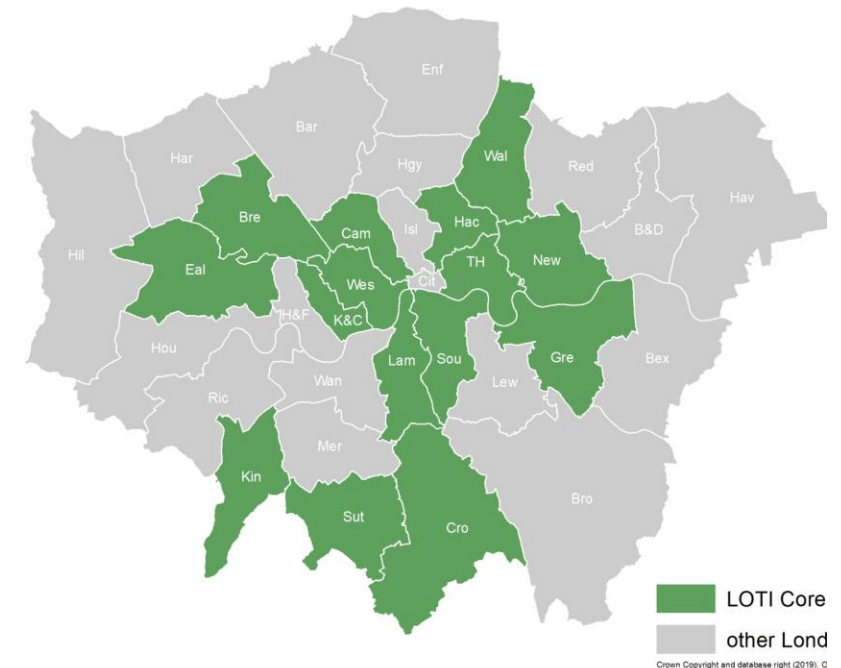 Enf
Bar
Har
Hgy
Wal
Red
Hav
Bre
Cam
Isl
Hac
B&D
Hil
Eal
Wes
Cit
TH
New
H&F
K&C
Hou
Lam
Sou
Gre
Bex
Ric
Wan
Lew
Mer
Kin
Sut
Cro
Bro
LOTI Core
other Lond
Crown Copyright and database right (2019). O